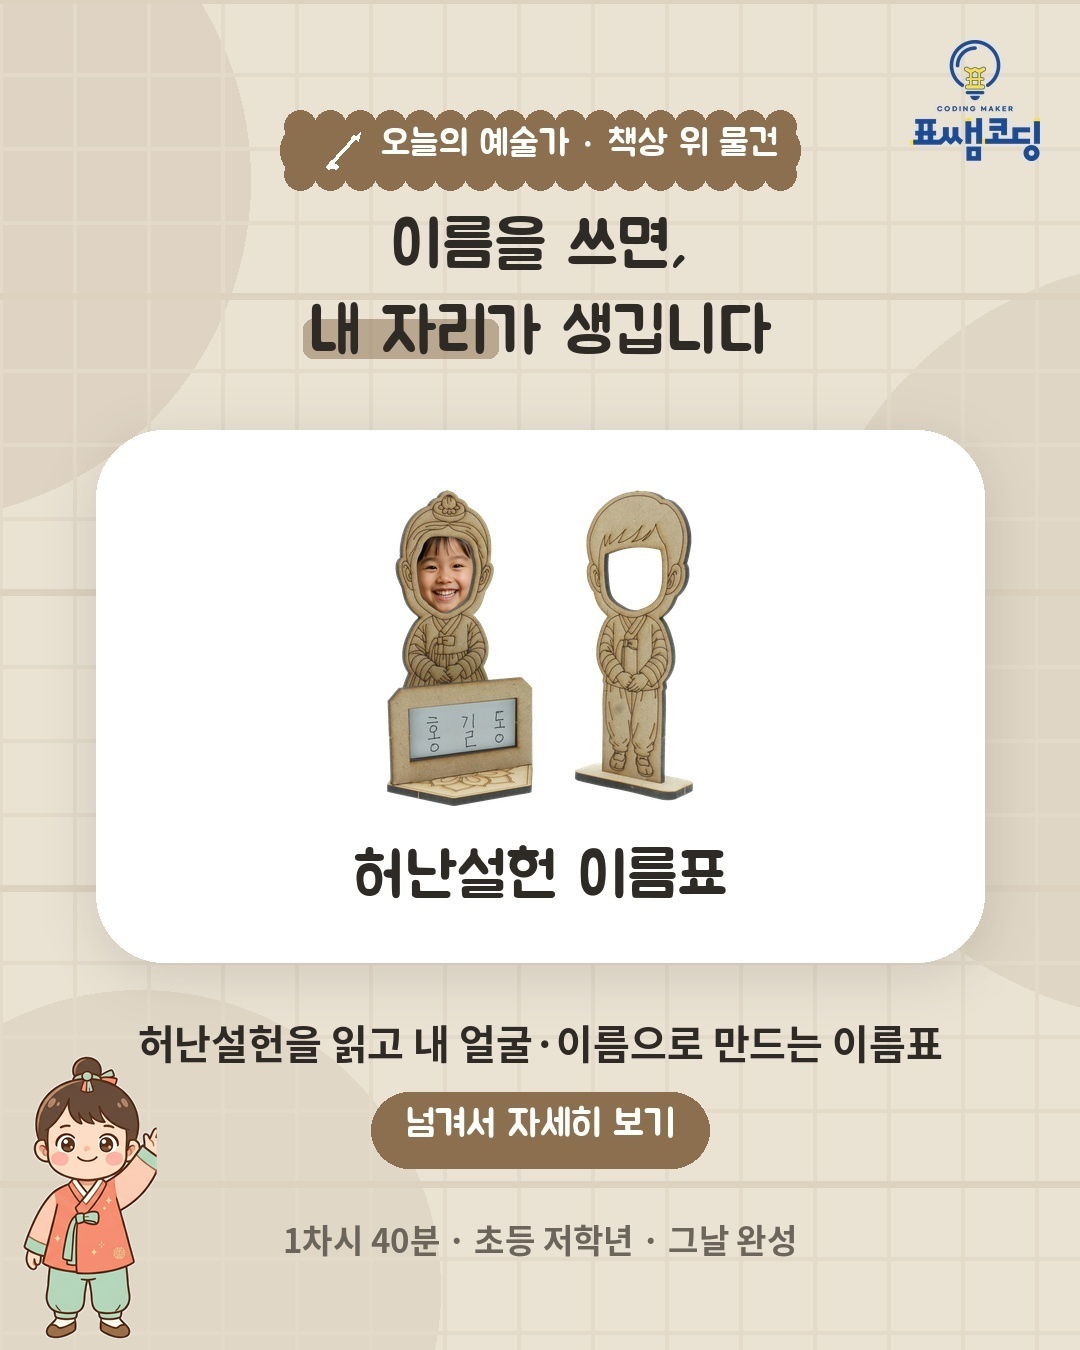 CODING MAKER
표쌤코딩
오늘의 예술가 · 책상 위 물건
이름을 쓰면,
내 자리가 생깁니다
홍 길 동
허난설헌 이름표
허난설헌을 읽고 내 얼굴·이름으로 만드는 이름표
넘겨서 자세히 보기
1차시 40분 · 초등 저학년 · 그날 완성